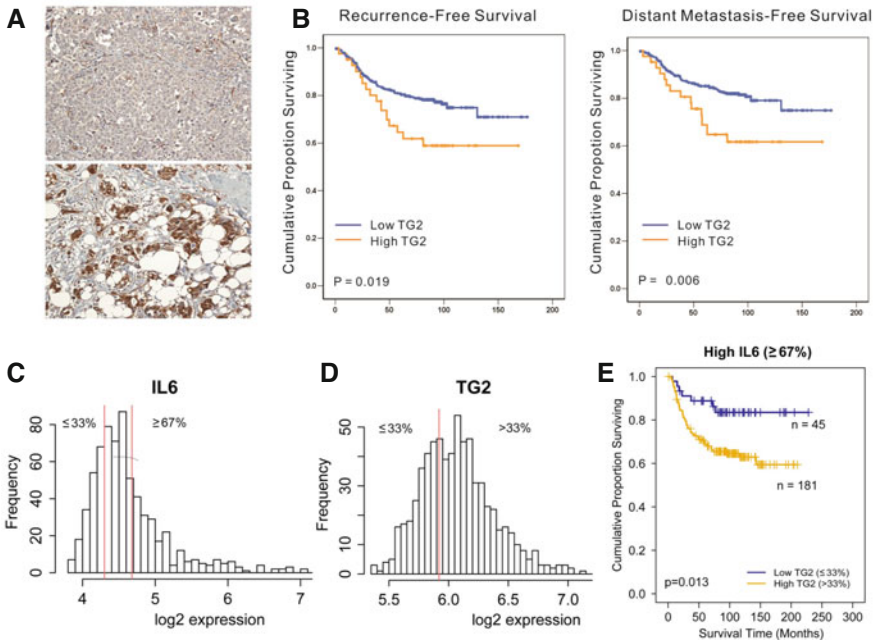 A
B
Recurrence-Free Survival
Distant Metastasis-Free Survival
Cumulative Propotion Surviving
1.0
0.8
0.6
0.4
0.2
0.0
Low TG2
High TG2
P = 0.019
0
50
100
150
200
Cumulative Propotion Surviving
1.0
0.8
0.6
0.4
0.2
0.0
Low TG2
High TG2
P = 0.006
0
50
100
150
200
C
IL6
≤33%
≥67%
Frequency
80
60
40
20
0
4
5
6
7
log2 expression
D
TG2
≤33%
>33%
Frequency
50
30
10
0
5.5
6.0
6.5
7.0
log2 expression
E
High IL6 (≥67%)
Cumulative Proportion Surviving
1.0
0.8
0.6
0.4
0.2
0.0
n = 45
n = 181
p=0.013
Low TG2 (≤33%)
High TG2 (>33%)
0
50
100
150
200
250
300
Survival Time (Months)